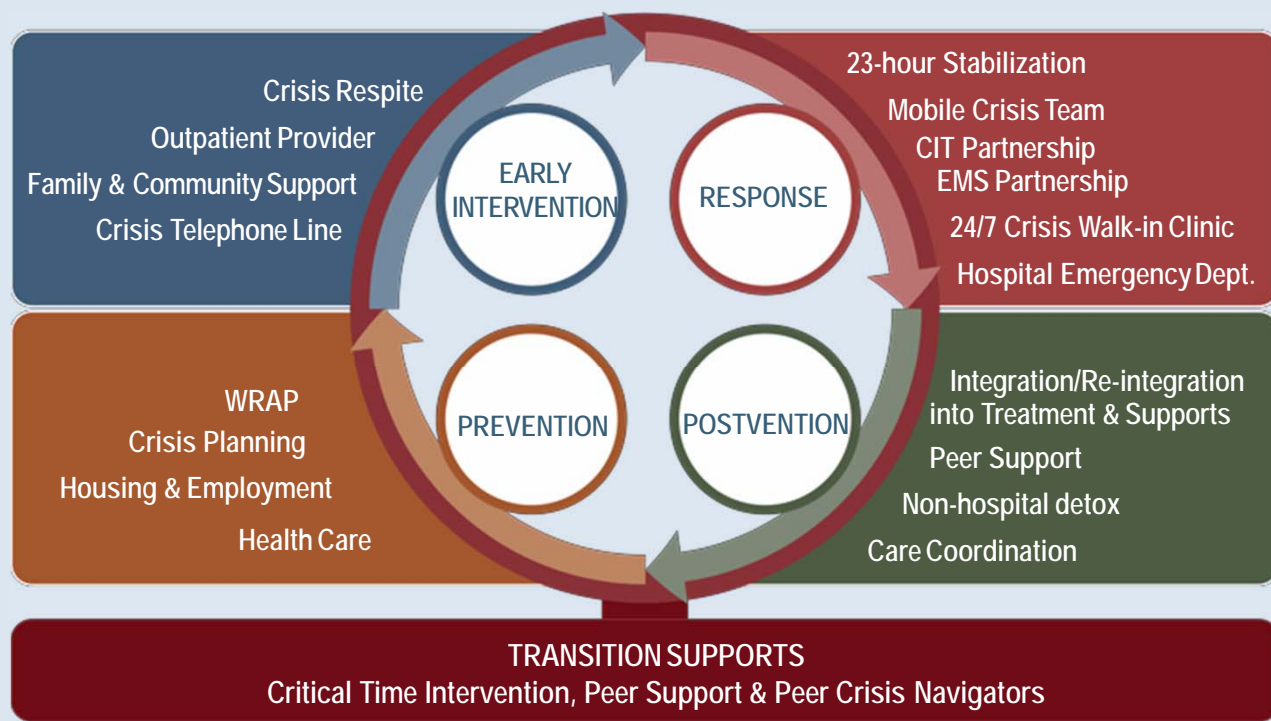 Crisis Respite
Outpatient Provider
Family & Community Support
Crisis Telephone Line
EARLY
INTERVENTION
RESPONSE
23-hour Stabilization
Mobile Crisis Team
CIT Partnership
EMS Partnership
24/7 Crisis Walk-in Clinic
Hospital Emergency Dept.
WRAP
Crisis Planning
Housing & Employment
Health Care
PREVENTION
POSTVENTION
Integration/Re-integration
into Treatment & Supports
Peer Support
Non-hospital detox
Care Coordination
TRANSITION SUPPORTS
Critical Time Intervention, Peer Support & Peer Crisis Navigators